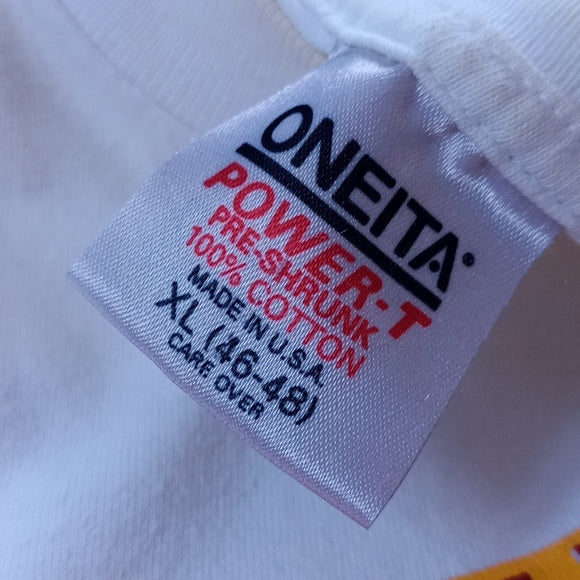 ONEITA®
POWER-T
PRE-SHRUNK
100% COTTON
MADE IN U.S.A.
XL (46-48)
CARE OVER